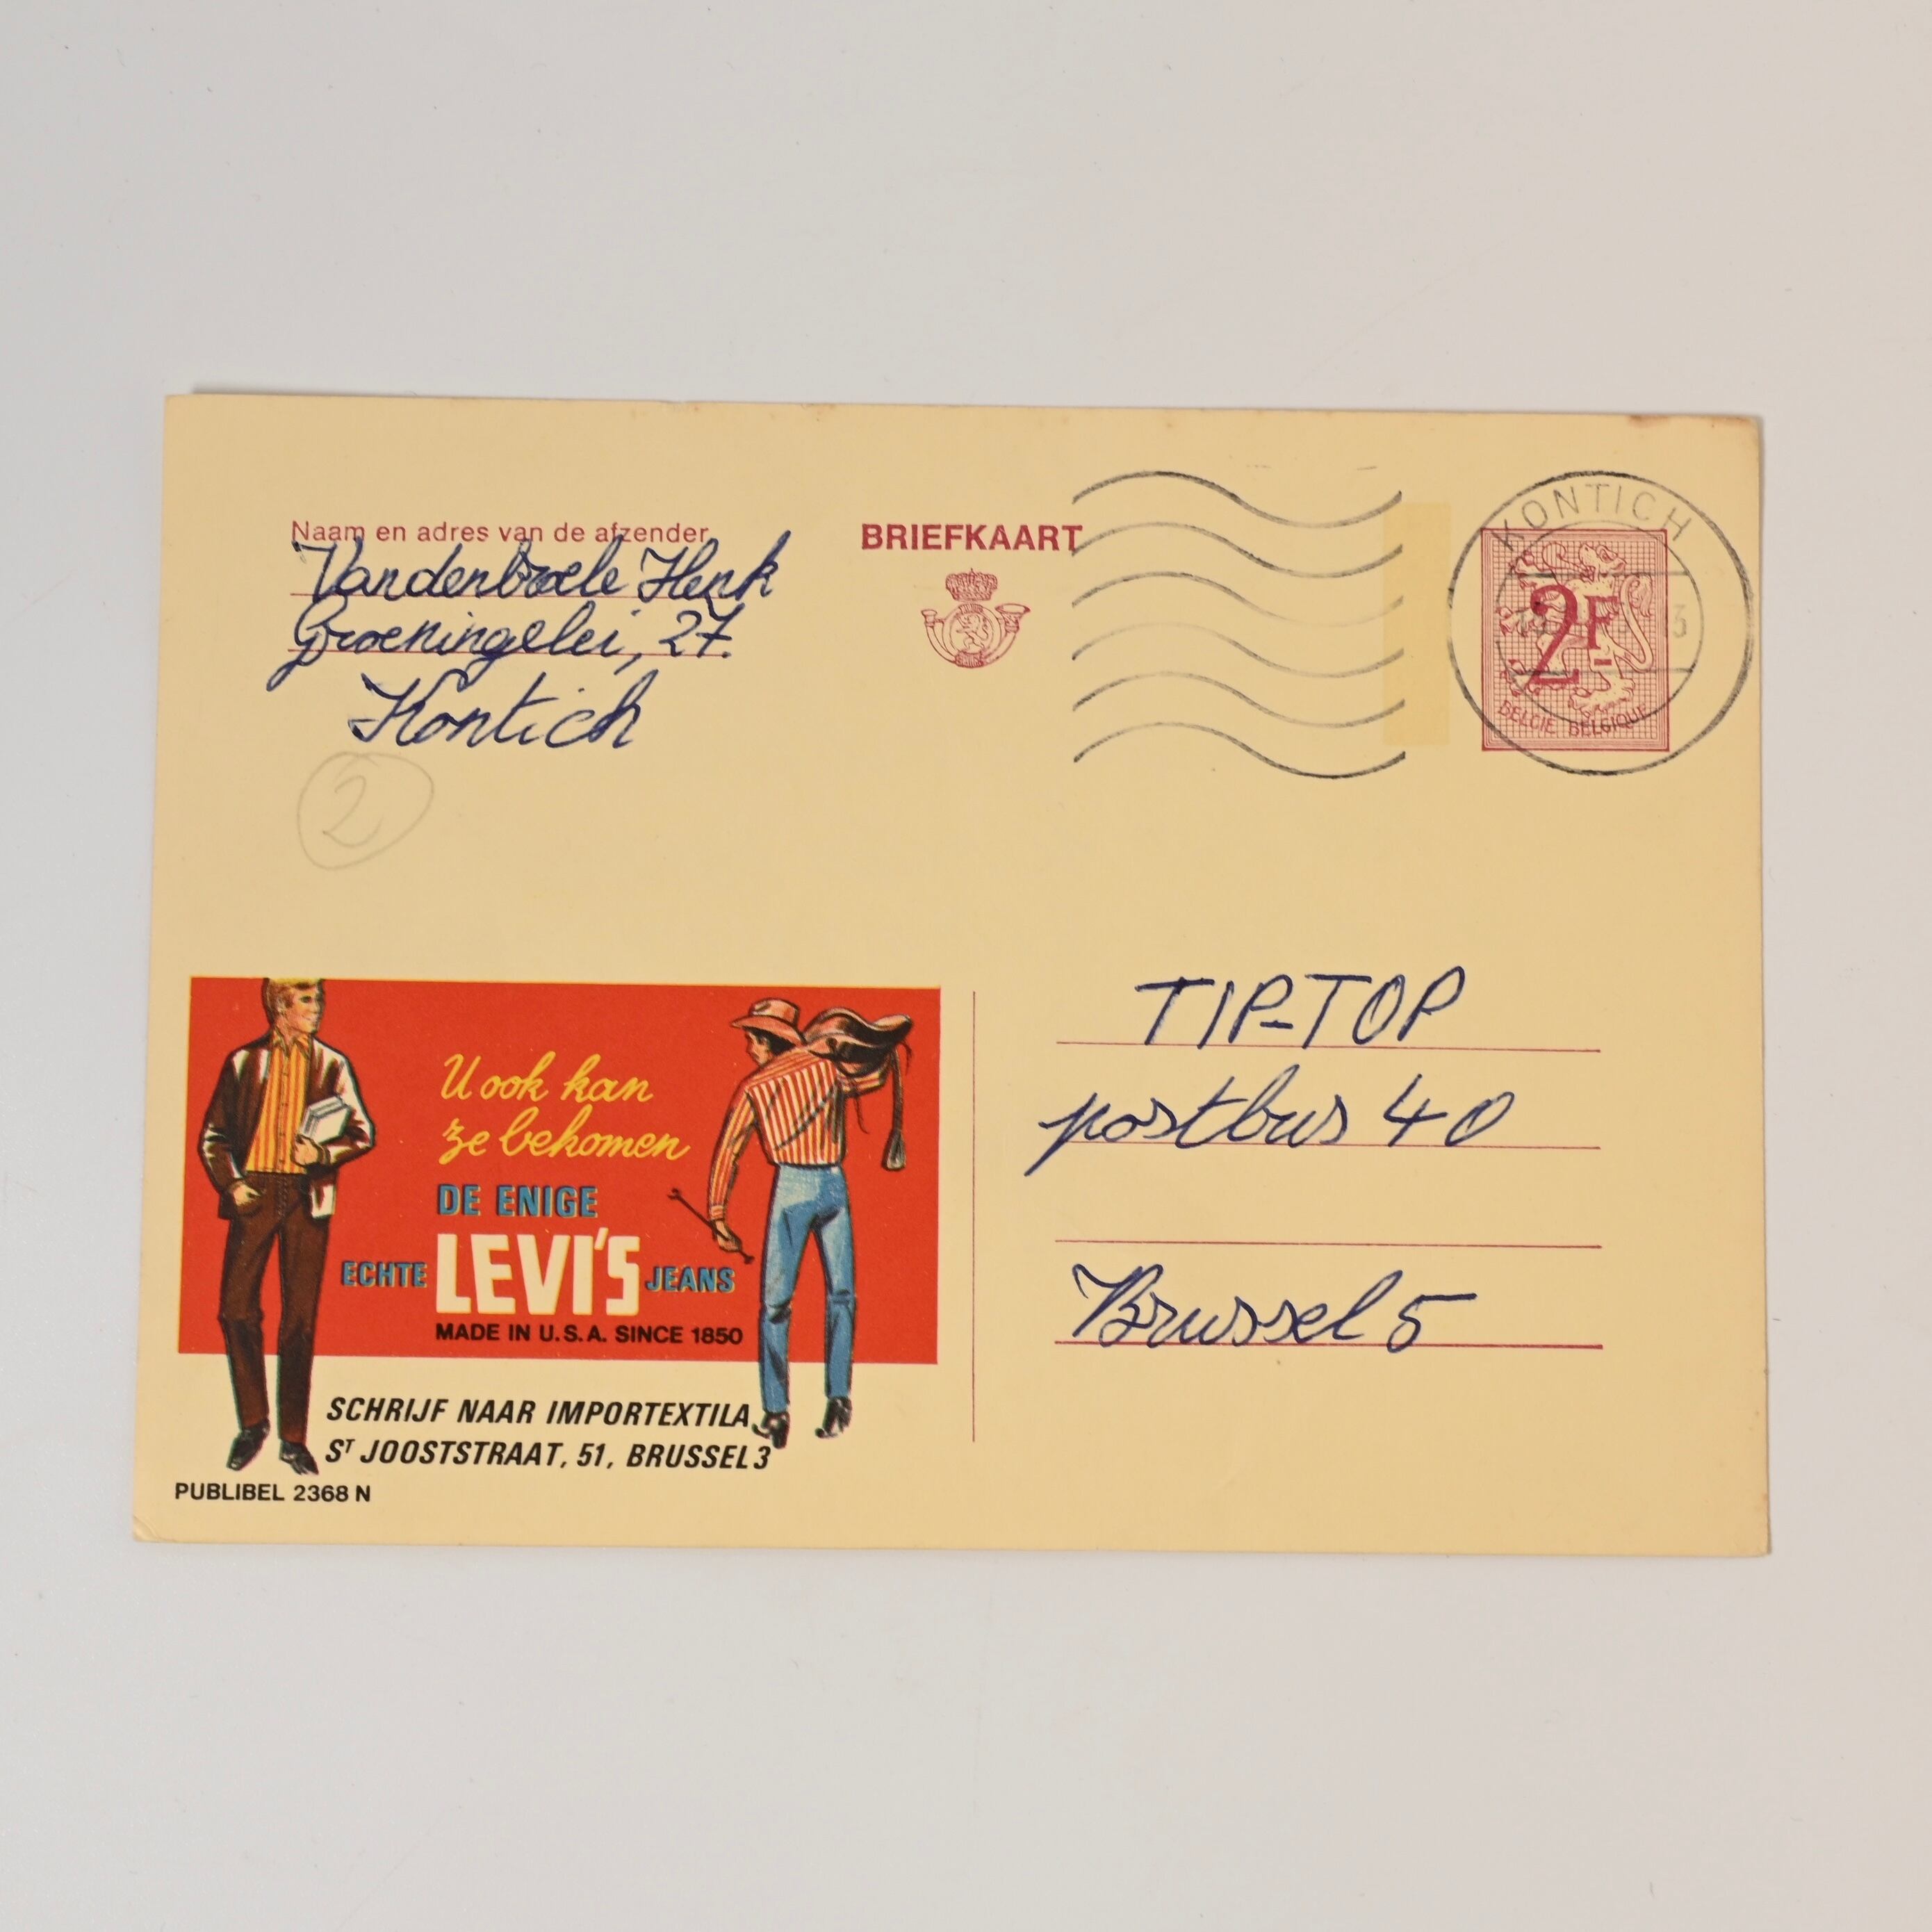 Naam en adres van de afzender
Vandenbroele Henk
Groeningelei, 27.
Kontich
2
BRIEFKAART
KONTICH
2F
BELGIE BELGIQUE
U ook kan
ze bekomen
DE ENIGE
ECHTE LEVI'S JEANS
MADE IN U.S.A. SINCE 1850
SCHRIJF NAAR IMPORTEXTILA
ST JOOSTSTRAAT, 51, BRUSSEL 3
PUBLIBEL 2368 N
TIP-TOP
postbus 40
Brussel 5